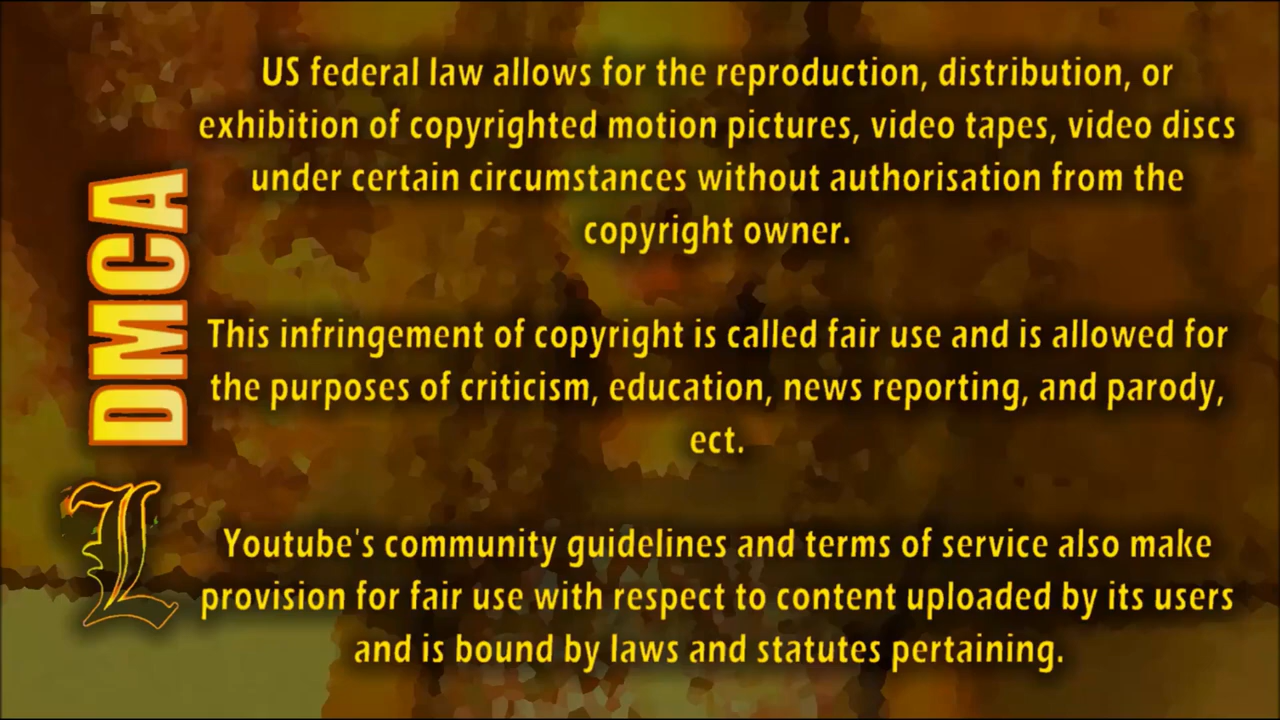 US federal law allows for the reproduction, distribution, or
exhibition of copyrighted motion pictures, video tapes, video discs
under certain circumstances without authorisation from the
copyright owner.
This infringement of copyright is called fair use and is allowed for
the purposes of criticism, education, news reporting, and parody,
ect.
Youtube's community guidelines and terms of service also make
provision for fair use with respect to content uploaded by its users
and is bound by laws and statutes pertaining.
DMCA
L